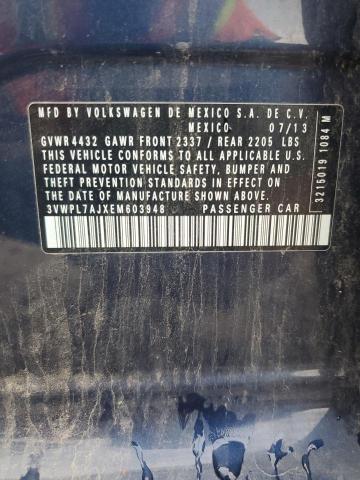 MFD BY VOLKSWAGEN DE MEXICO S.A. DE C.V.
MEXICO 07/13
GVWR 4432 GAWR FRONT 2337 / REAR 2205 LBS
THIS VEHICLE CONFORMS TO ALL APPLICABLE U.S.
FEDERAL MOTOR VEHICLE SAFETY, BUMPER AND
THEFT PREVENTION STANDARDS IN EFFECT ON THE
DATE OF MANUFACTURE SHOWN ABOVE.
3VWPL7AJXEM603948 PASSENGER CAR
3215019 1084 M